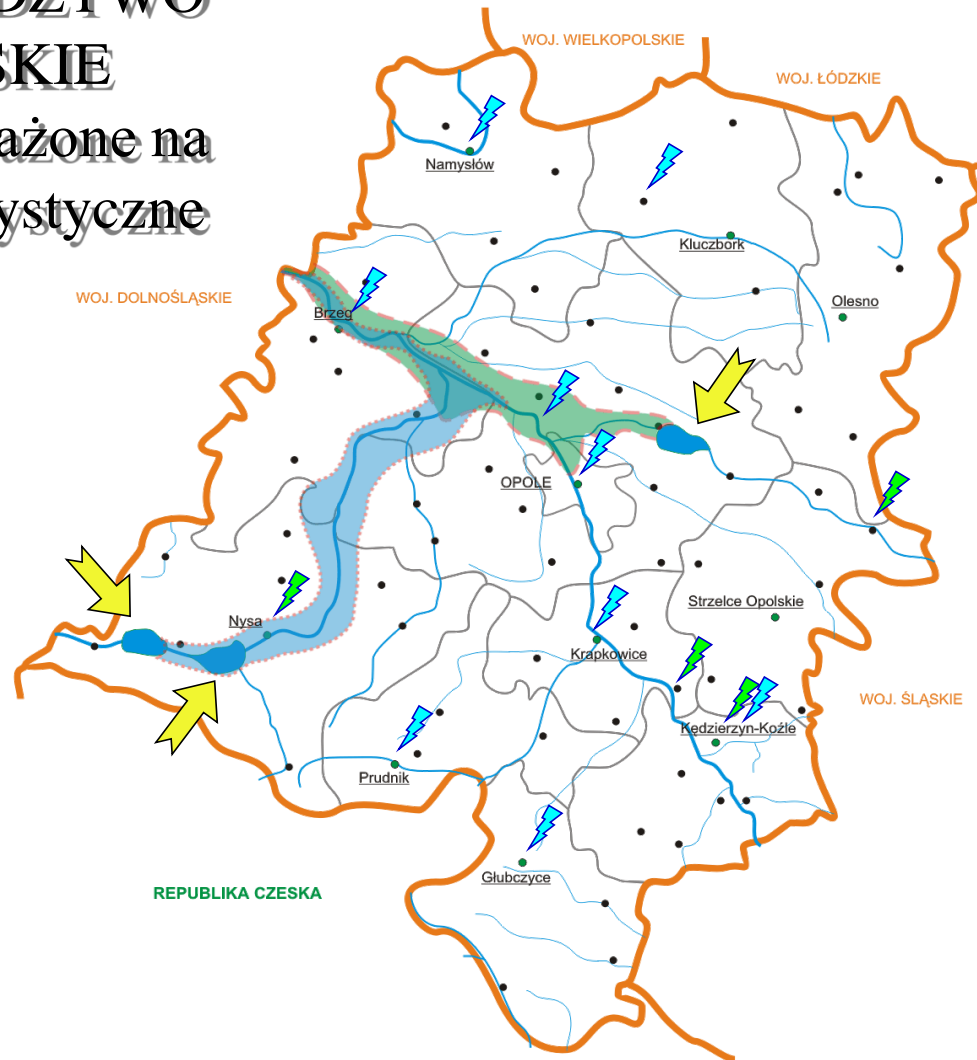 DZTWO
SKIE
ażone na
ystyczne
WOJ. WIELKOPOLSKIE
WOJ. ŁÓDZKIE
Namysłów
Kluczbork
WOJ. DOLNOŚLĄSKIE
Olesno
Brzeg
OPOLE
Strzelce Opolskie
Nysa
Krapkowice
WOJ. ŚLĄSKIE
Kędzierzyn-Koźle
Prudnik
Głubczyce
REPUBLIKA CZESKA